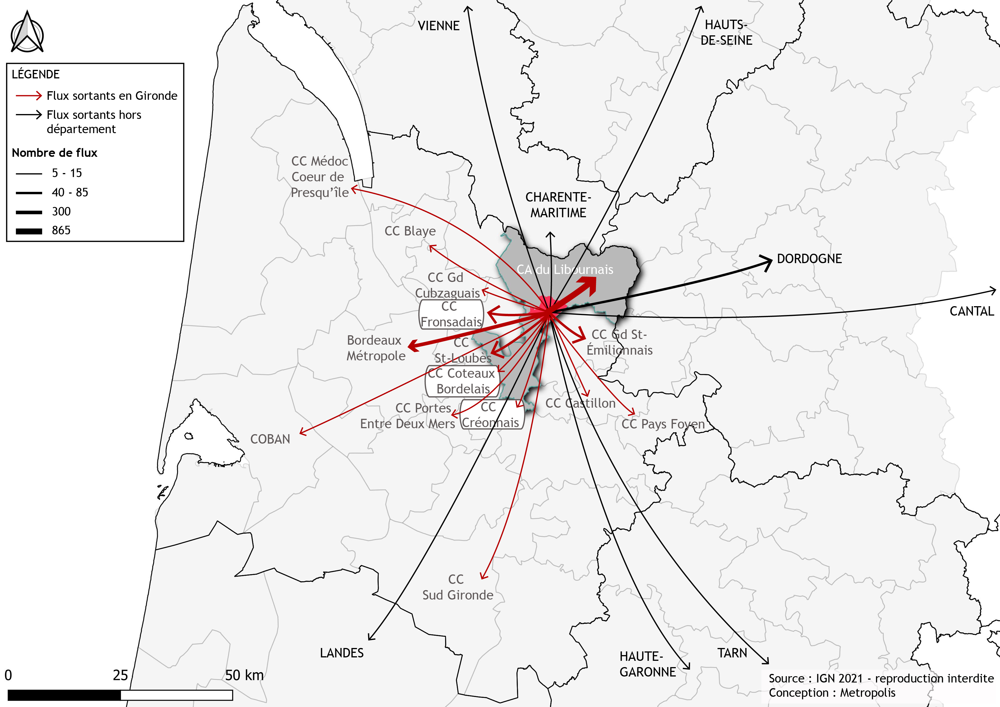 VIENNE
HAUTS-
DE-SEINE
LÉGENDE
Flux sortants en Gironde
Flux sortants hors
département
Nombre de flux
5 - 15
40 - 85
300
865
CC Médoc
Coeur de
Presqu’île
CHARENTE-
MARITIME
CC Blaye
CA du Libournais
DORDOGNE
CC Gd
Cubzaguais
CC
Fronsadais
CANTAL
Bordeaux
Métropole
CC
St-Loubès
CC Gd St-
Émilionnais
CC Coteaux
Bordelais
CC Castillon
CC Portes
Entre Deux Mers
CC
Créonnais
CC Pays Foyen
COBAN
CC
Sud Gironde
LANDES
HAUTE-
GARONNE
TARN
0 25 50 km
Source : IGN 2021 - reproduction interdite
Conception : Metropolis